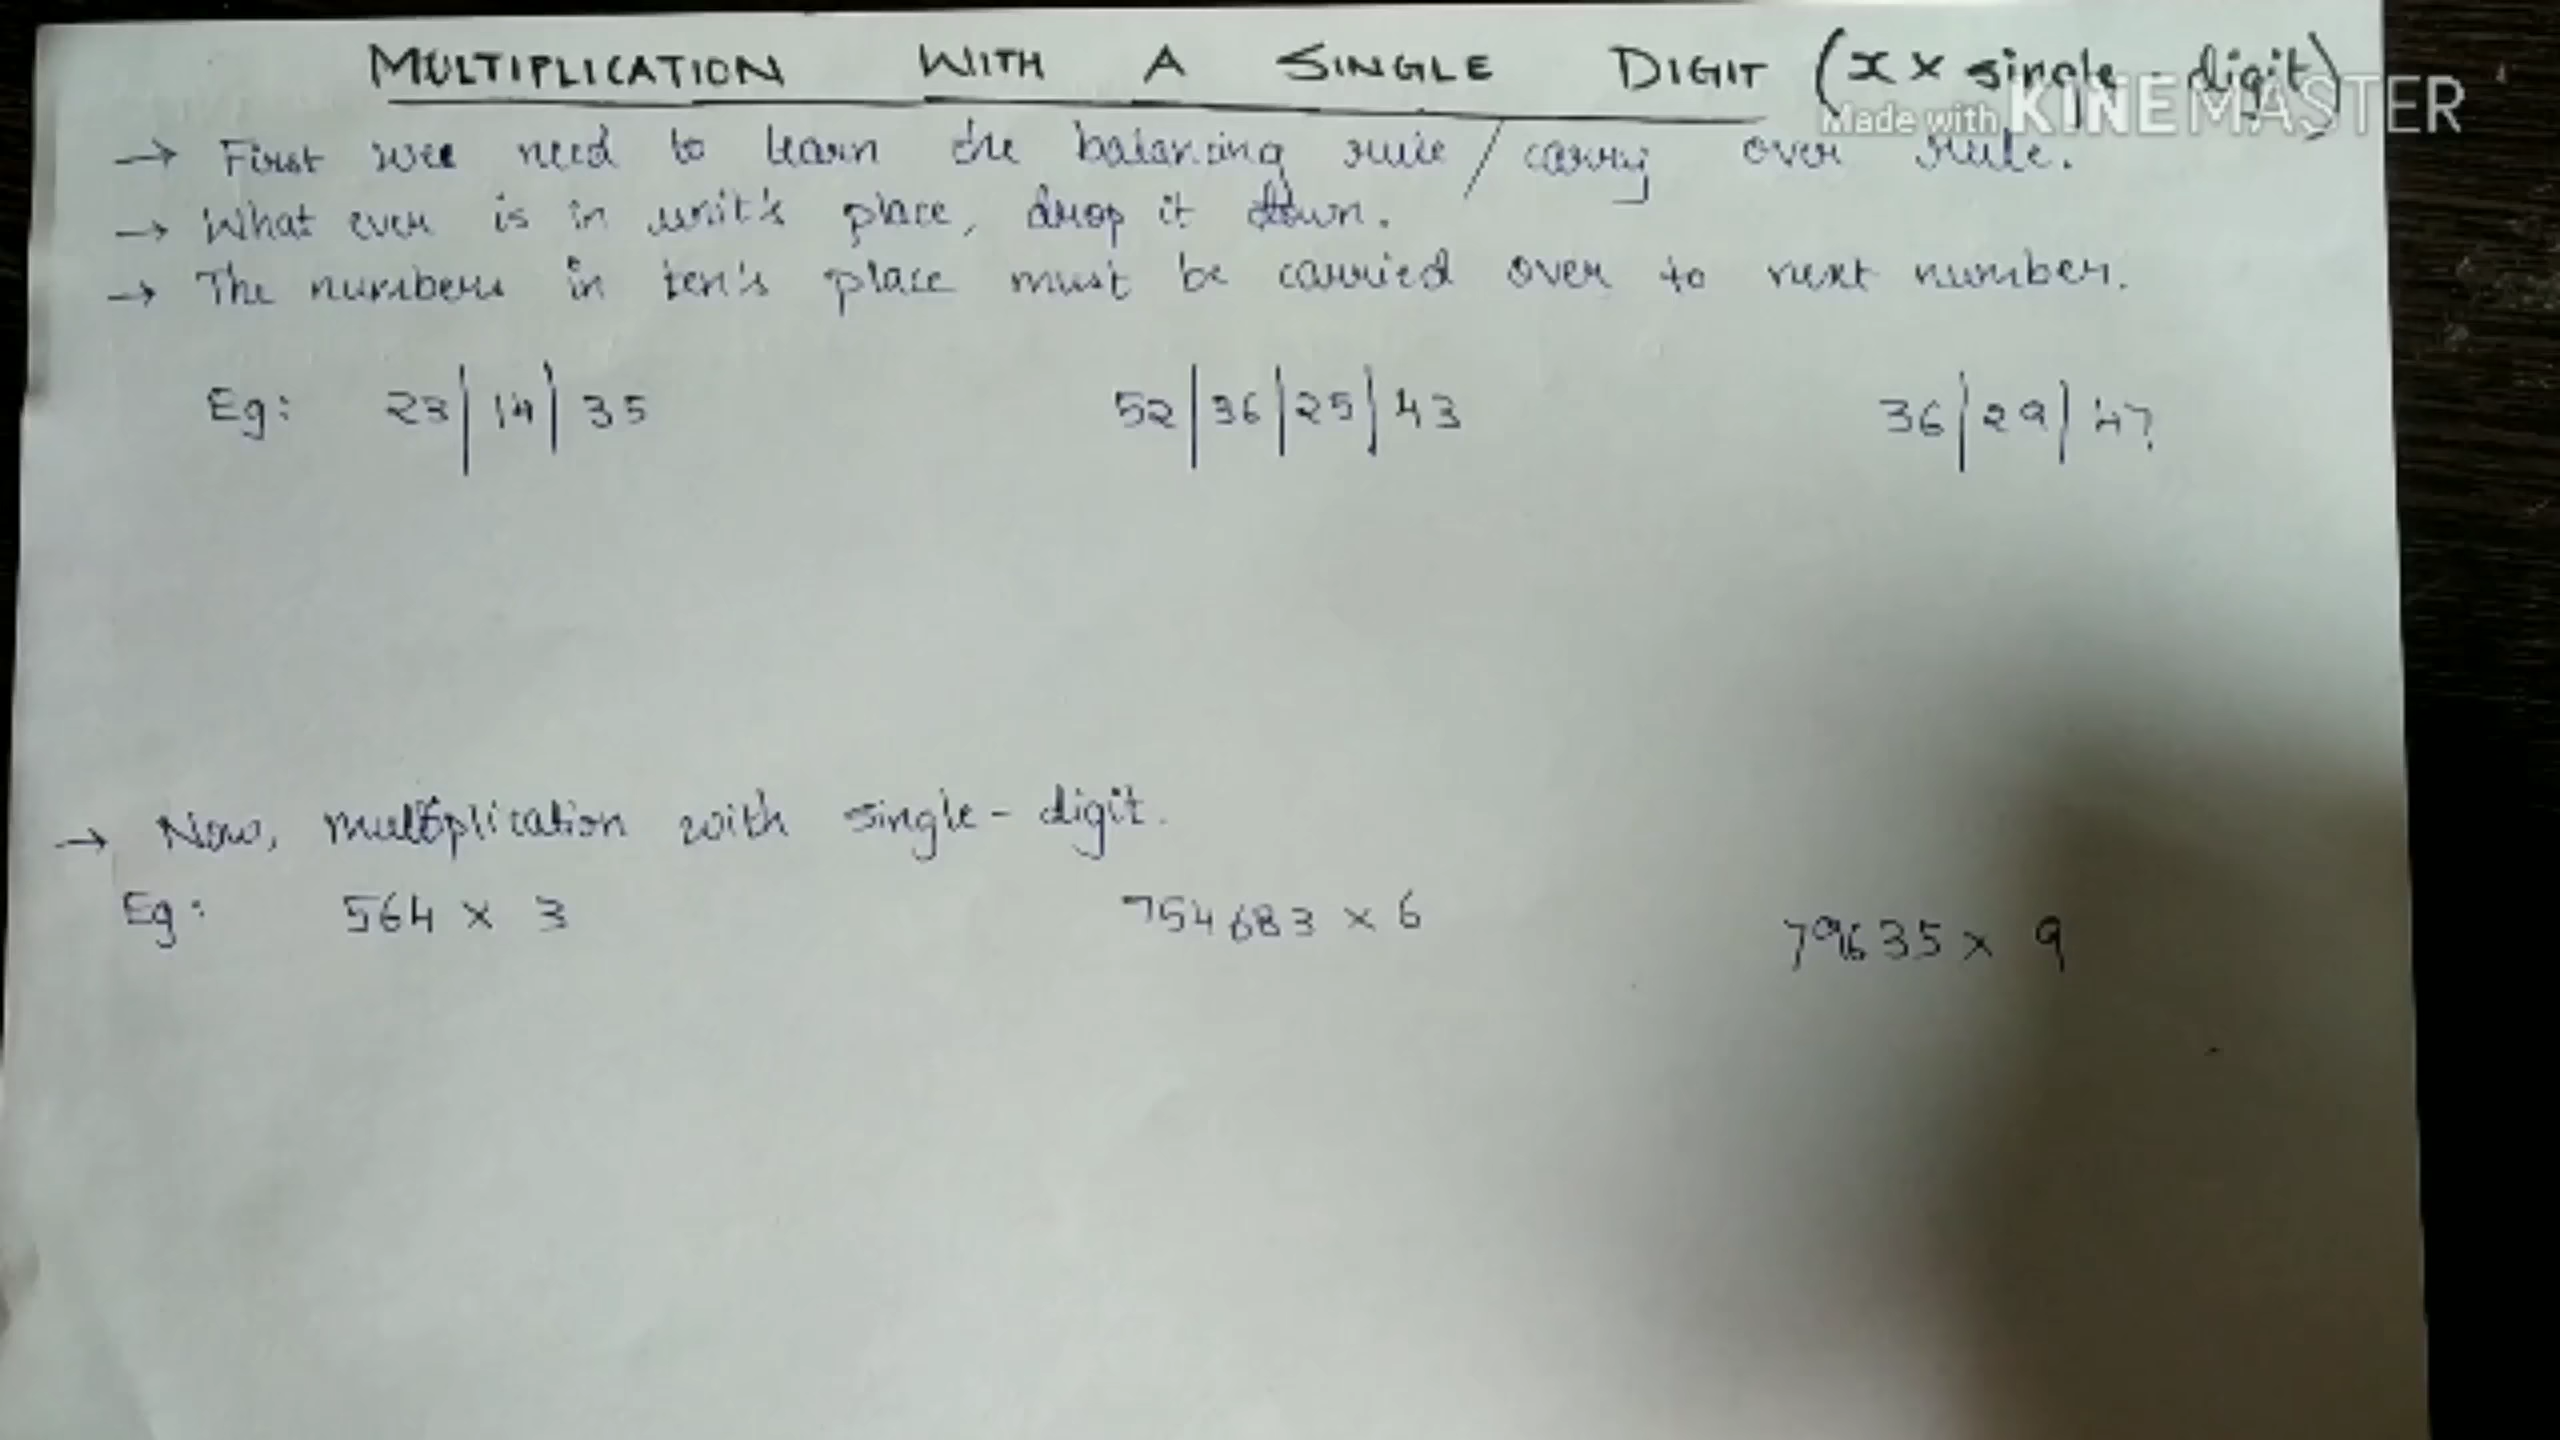 MULTIPLICATION WITH A SINGLE DIGIT (x × single-digit)
Made with KINEMASTER
→ First we need to learn the balancing rule / carry over rule.
→ What ever is in unit's place, drop it down.
→ The numbers in ten's place must be carried over to next number.
Eg: 23|14|35 52|36|25|43 36|29|47
→ Now, multiplication with single-digit.
Eg: 564 × 3 754683 × 6 79635 × 9